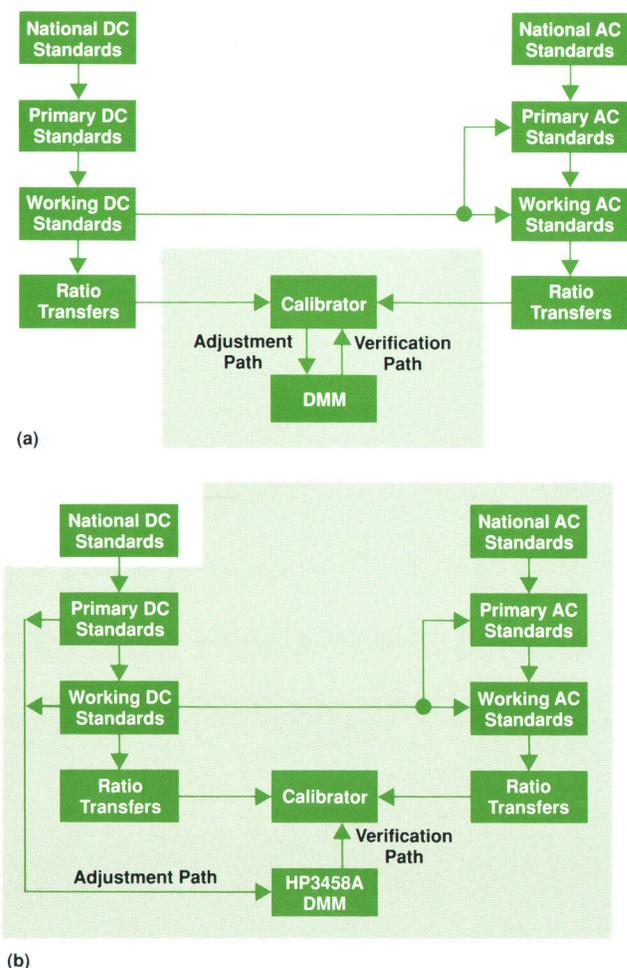 National DC
Standards
National AC
Standards
Primary DC
Standards
Primary AC
Standards
Working DC
Standards
Working AC
Standards
Ratio
Transfers
Calibrator
Ratio
Transfers
Adjustment
Path
Verification
Path
DMM
(a)
National DC
Standards
National AC
Standards
Primary DC
Standards
Primary AC
Standards
Working DC
Standards
Working AC
Standards
Ratio
Transfers
Calibrator
Ratio
Transfers
Verification
Path
Adjustment Path
HP3458A
DMM
(b)